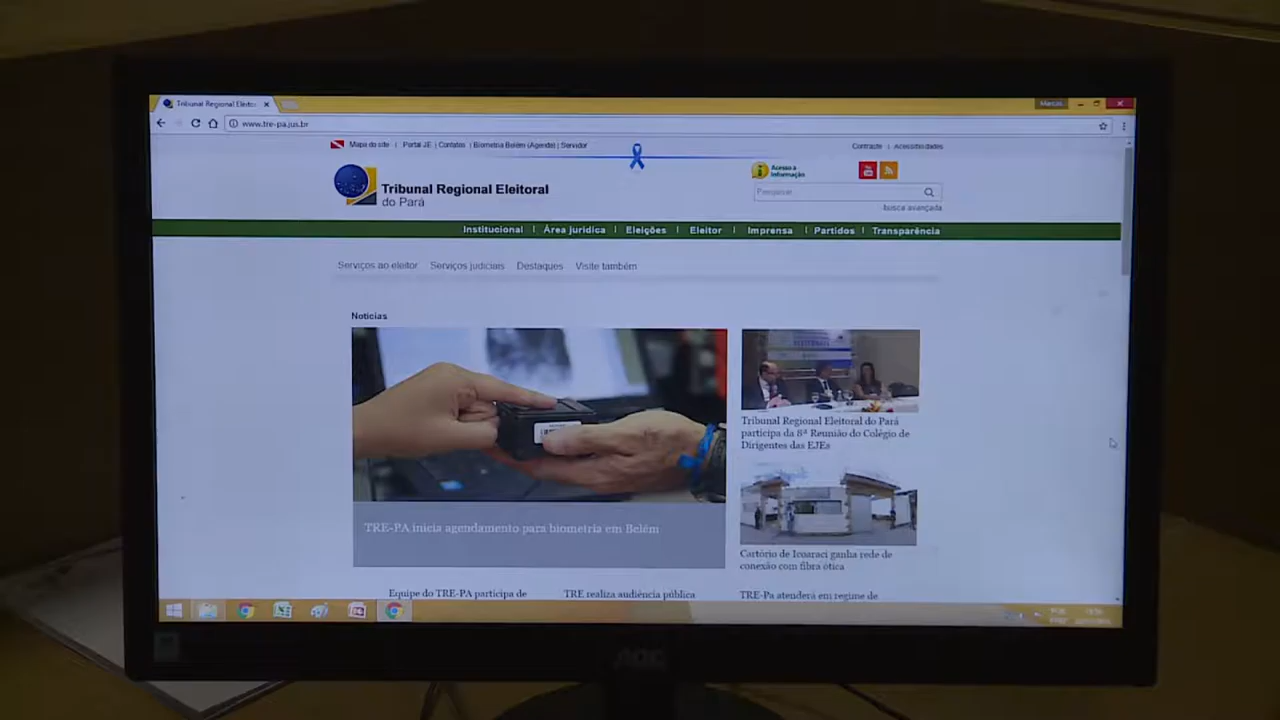 Tribunal Regional Eleitor
Marcos
www.tre-pa.jus.br
Mapa do site | Portal JE | Contatos | Biometria Belém (Agenda) | Servidor
Contraste | Acessibilidades
Acesso à
Informação
Tribunal Regional Eleitoral
do Pará
Pesquisar
busca avançada
Institucional | Área jurídica | Eleições | Eleitor | Imprensa | Partidos | Transparência
Serviços ao eleitor Serviços judiciais Destaques Visite também
Notícias
TRE-PA inicia agendamento para biometria em Belém
Tribunal Regional Eleitoral do Pará
participa da 8ª Reunião do Colégio de
Dirigentes das EJEs
Cartório de Icoaraci ganha rede de
conexão com fibra ótica
Equipe do TRE-PA participa de
TRE realiza audiência pública
TRE-Pa atenderá em regime de
AOC